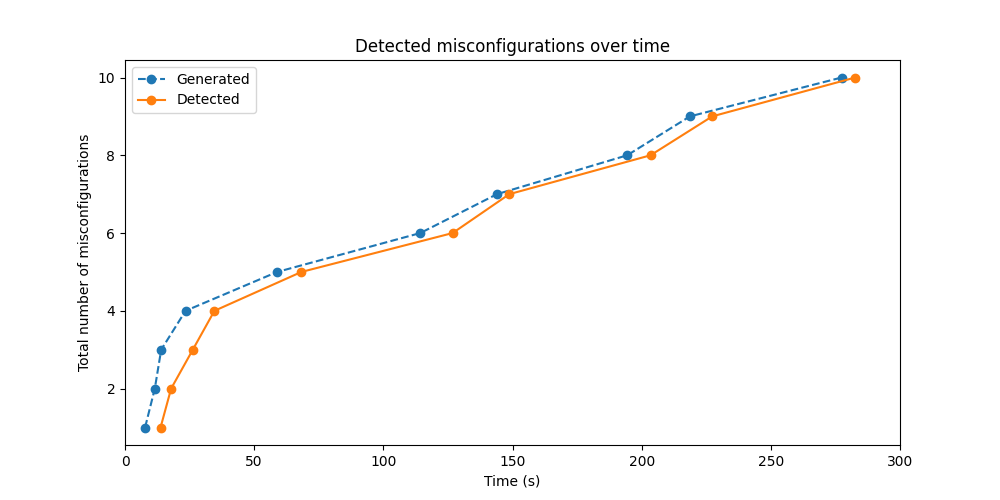 Detected misconfigurations over time
Generated
Detected
Total number of misconfigurations
10
8
6
4
2
0 50 100 150 200 250 300
Time (s)